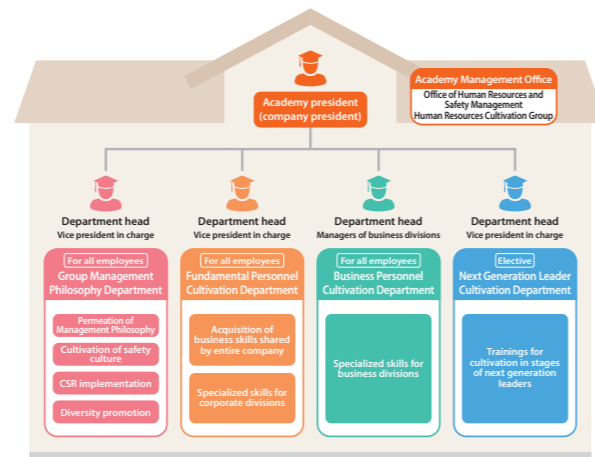 Academy president
(company president)
Academy Management Office
Office of Human Resources and
Safety Management
Human Resources Cultivation Group
Department head
Vice president in charge
For all employees
Group Management
Philosophy Department
Permeation of
Management Philosophy
Cultivation of safety
culture
CSR implementation
Diversity promotion
Department head
Vice president in charge
For all employees
Fundamental Personnel
Cultivation Department
Acquisition of
business skills shared
by entire company
Specialized skills for
corporate divisions
Department head
Managers of business divisions
For all employees
Business Personnel
Cultivation Department
Specialized skills for
business divisions
Department head
Vice president in charge
Elective
Next Generation Leader
Cultivation Department
Trainings for
cultivation in stages
of next generation
leaders